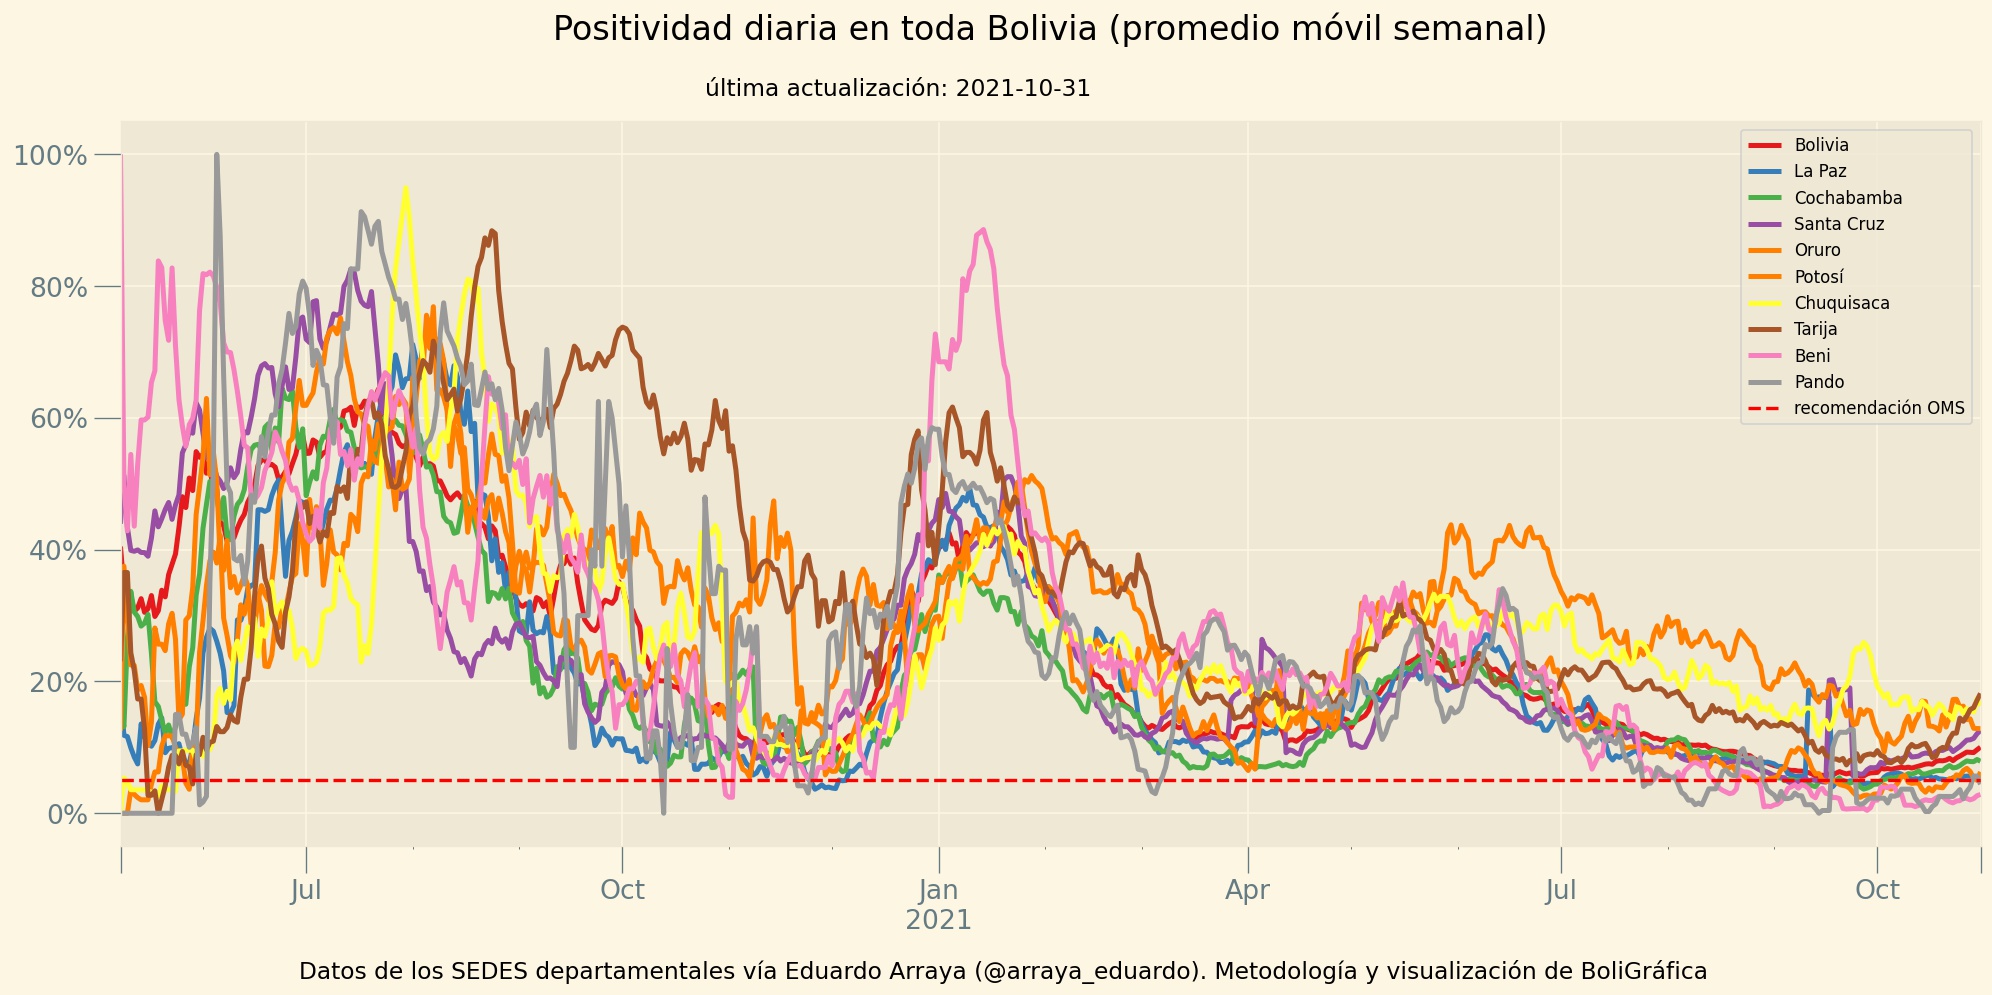 Positividad diaria en toda Bolivia (promedio móvil semanal)
última actualización: 2021-10-31
100%
80%
60%
40%
20%
0%
Bolivia
La Paz
Cochabamba
Santa Cruz
Oruro
Potosí
Chuquisaca
Tarija
Beni
Pando
recomendación OMS
Jul
Oct
Jan
2021
Apr
Jul
Oct
Datos de los SEDES departamentales vía Eduardo Arraya (@arraya_eduardo). Metodología y visualización de BoliGráfica